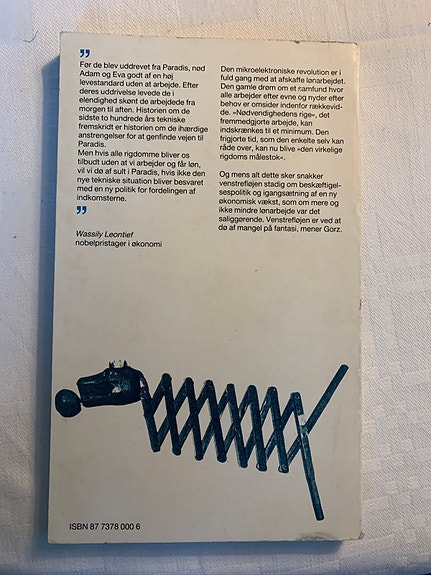 ”
Før de blev uddrevet fra Paradis, nød
Adam og Eva godt af en høj
levestandard uden at arbejde. Efter
deres uddrivelse levede de i
elendighed skønt de arbejdede fra
morgen til aften. Historien om de
sidste to hundrede års tekniske
fremskridt er historien om de ihærdige
anstrengelser for at genfinde vejen til
Paradis.
Men hvis alle rigdomme bliver os
tilbudt uden at vi arbejder og får løn,
vil vi dø af sult i Paradis, hvis ikke den
nye tekniske situation bliver besvaret
med en ny politik for fordelingen af
indkomsterne.
”
Wassily Leontief
nobelpristager i økonomi
Den mikroelektroniske revolution er i
fuld gang med at afskaffe lønarbejdet.
Den gamle drøm om et ramfund hvor
alle arbejder efter evne og nyder efter
behov er omsider indenfor rækkevid-
de. »Nødvendighedens rige«, det
fremmedgjorte arbejde, kan
indskrænkes til et minimum. Den
frigjorte tid, som den enkelte selv kan
råde over, kan nu blive »den virkelige
rigdoms målestok«.
Og mens alt dette sker snakker
venstrefløjen stadig om beskæftigel-
sespolitik og igangsætning af en ny
økonomisk vækst, som om mere og
ikke mindre lønarbejde var det
saliggørende. Venstrefløjen er ved at
dø af mangel på fantasi, mener Gorz.
ISBN 87 7378 000 6